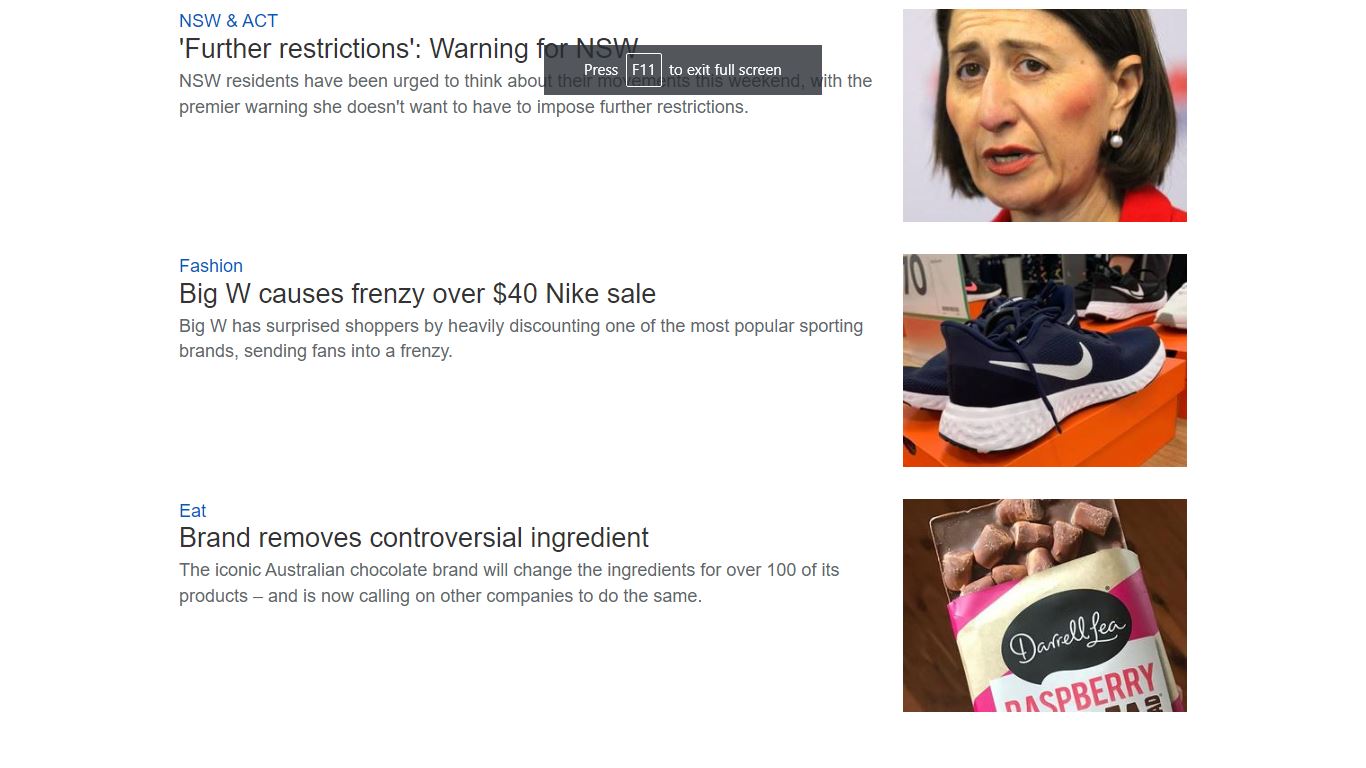 NSW & ACT
'Further restrictions': Warning for NSW
Press F11 to exit full screen
NSW residents have been urged to think about their movements this weekend, with the
premier warning she doesn't want to have to impose further restrictions.
Fashion
Big W causes frenzy over $40 Nike sale
Big W has surprised shoppers by heavily discounting one of the most popular sporting
brands, sending fans into a frenzy.
10
Eat
Brand removes controversial ingredient
The iconic Australian chocolate brand will change the ingredients for over 100 of its
products – and is now calling on other companies to do the same.
Darrell Lea
RASPBERRY